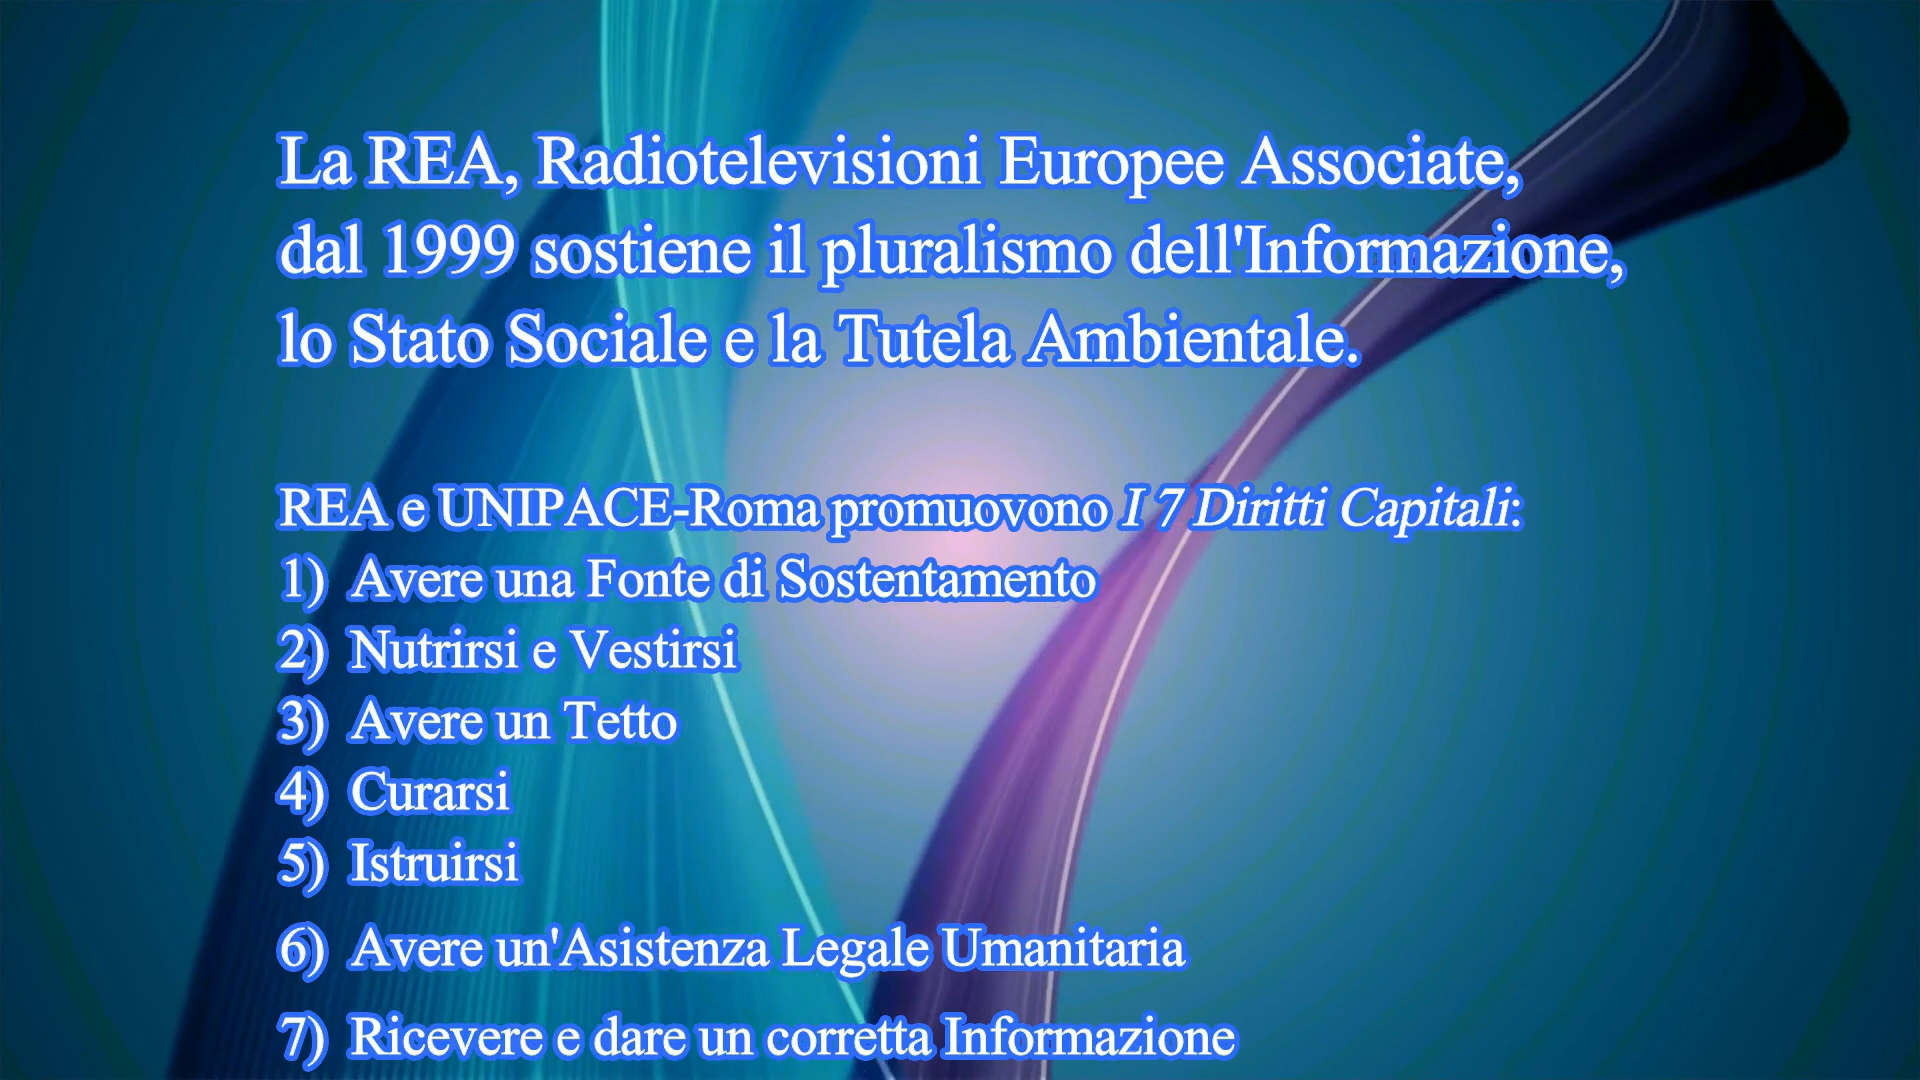 La REA, Radiotelevisioni Europee Associate,
dal 1999 sostiene il pluralismo dell'Informazione,
lo Stato Sociale e la Tutela Ambientale.
REA e UNIPACE-Roma promuovono I 7 Diritti Capitali:
1) Avere una Fonte di Sostentamento
2) Nutrirsi e Vestirsi
3) Avere un Tetto
4) Curarsi
5) Istruirsi
6) Avere un'Asistenza Legale Umanitaria
7) Ricevere e dare un corretta Informazione